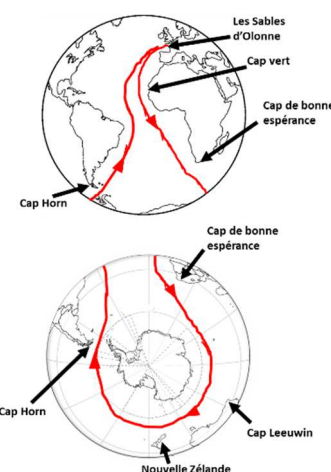 Les Sables
d'Olonne
Cap vert
Cap de bonne
espérance
Cap Horn
Cap de bonne
espérance
Cap Horn
Cap Leeuwin
Nouvelle Zélande